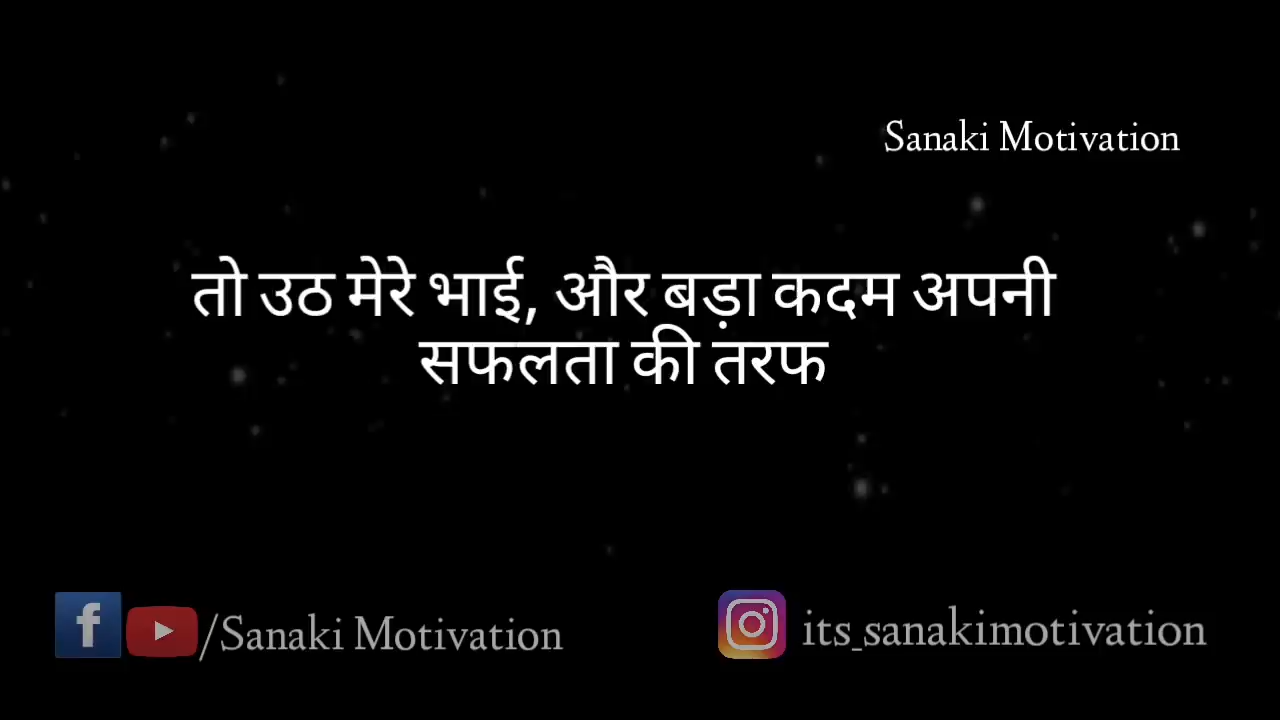 Sanaki Motivation
तो उठ मेरे भाई, और बड़ा कदम अपनी
सफलता की तरफ
/Sanaki Motivation
its_sanakimotivation